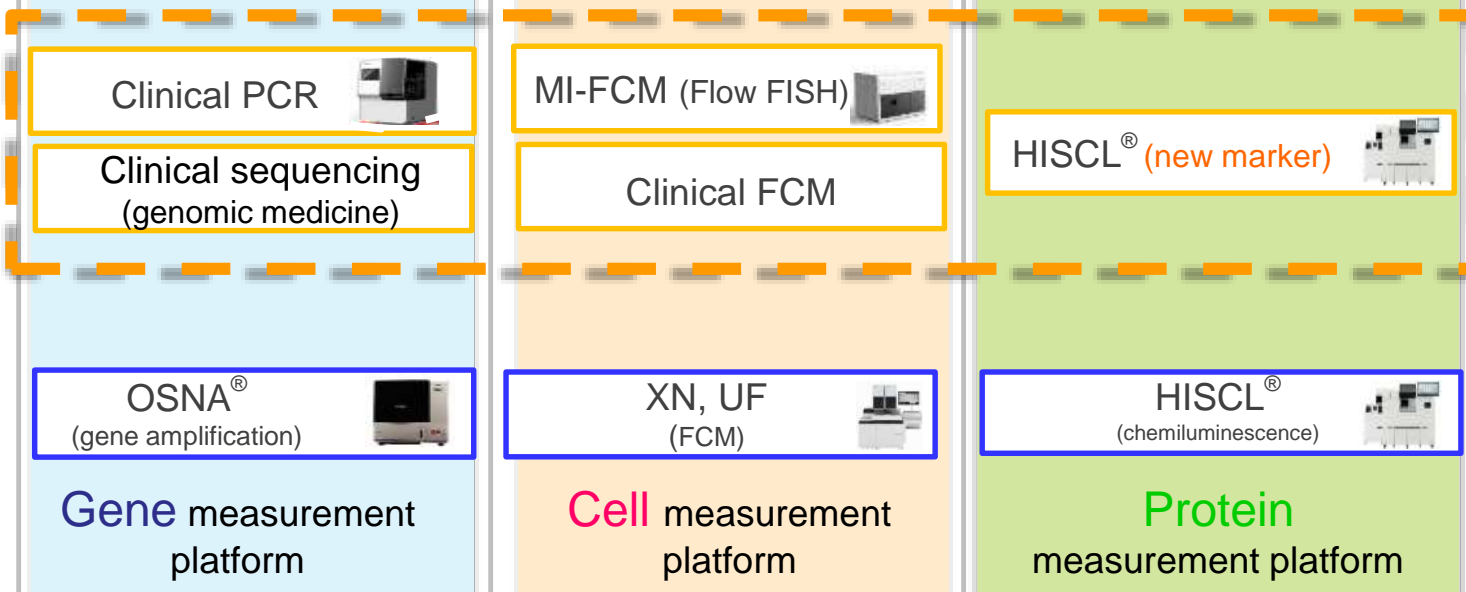 Clinical PCR
Clinical sequencing
(genomic medicine)
MI-FCM (Flow FISH)
Clinical FCM
HISCL® (new marker)
OSNA®
(gene amplification)
XN, UF
(FCM)
HISCL®
(chemiluminescence)
Gene measurement
platform
Cell measurement
platform
Protein
measurement platform